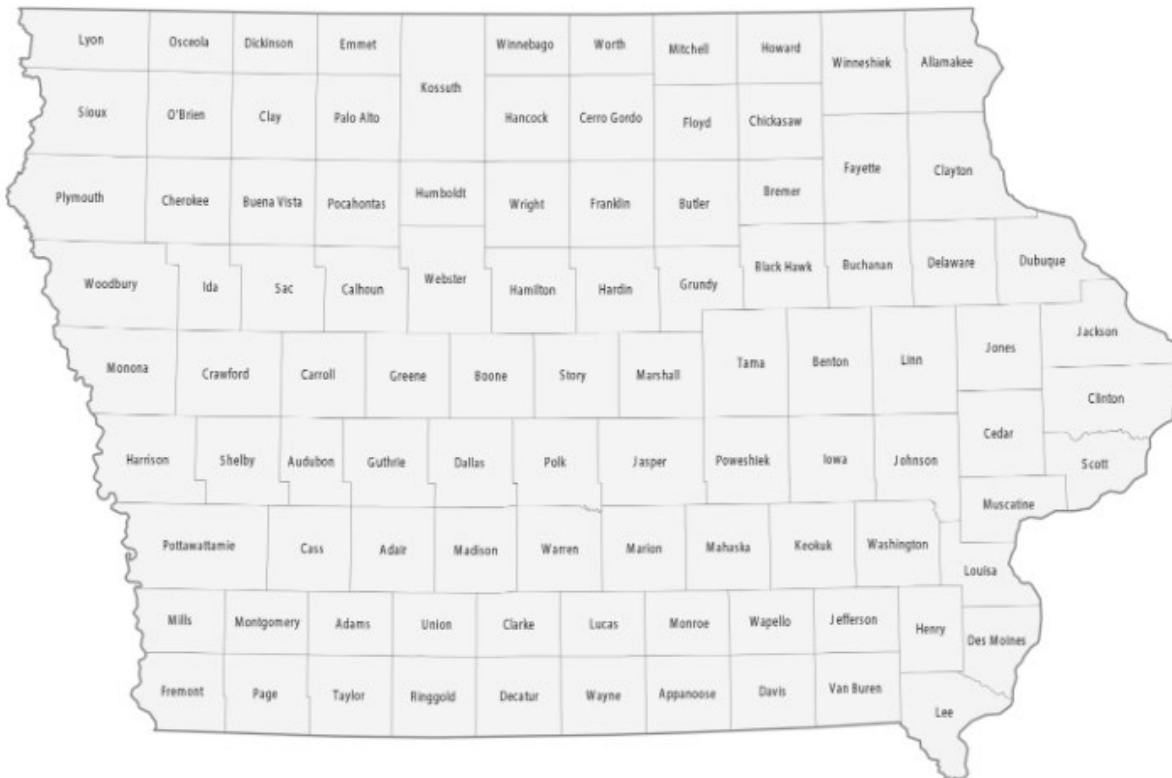 Lyon
Osceola
Dickinson
Emmet
Kossuth
Winnebago
Worth
Mitchell
Howard
Winneshiek
Allamakee
Sioux
O'Brien
Clay
Palo Alto
Hancock
Cerro Gordo
Floyd
Chickasaw
Fayette
Clayton
Plymouth
Cherokee
Buena Vista
Pocahontas
Humboldt
Wright
Franklin
Butler
Bremer
Woodbury
Ida
Sac
Calhoun
Webster
Hamilton
Hardin
Grundy
Black Hawk
Buchanan
Delaware
Dubuque
Monona
Crawford
Carroll
Greene
Boone
Story
Marshall
Tama
Benton
Linn
Jones
Jackson
Clinton
Harrison
Shelby
Audubon
Guthrie
Dallas
Polk
Jasper
Poweshiek
Iowa
Johnson
Cedar
Scott
Muscatine
Pottawattamie
Cass
Adair
Madison
Warren
Marion
Mahaska
Keokuk
Washington
Louisa
Mills
Montgomery
Adams
Union
Clarke
Lucas
Monroe
Wapello
Jefferson
Henry
Des Moines
Fremont
Page
Taylor
Ringgold
Decatur
Wayne
Appanoose
Davis
Van Buren
Lee